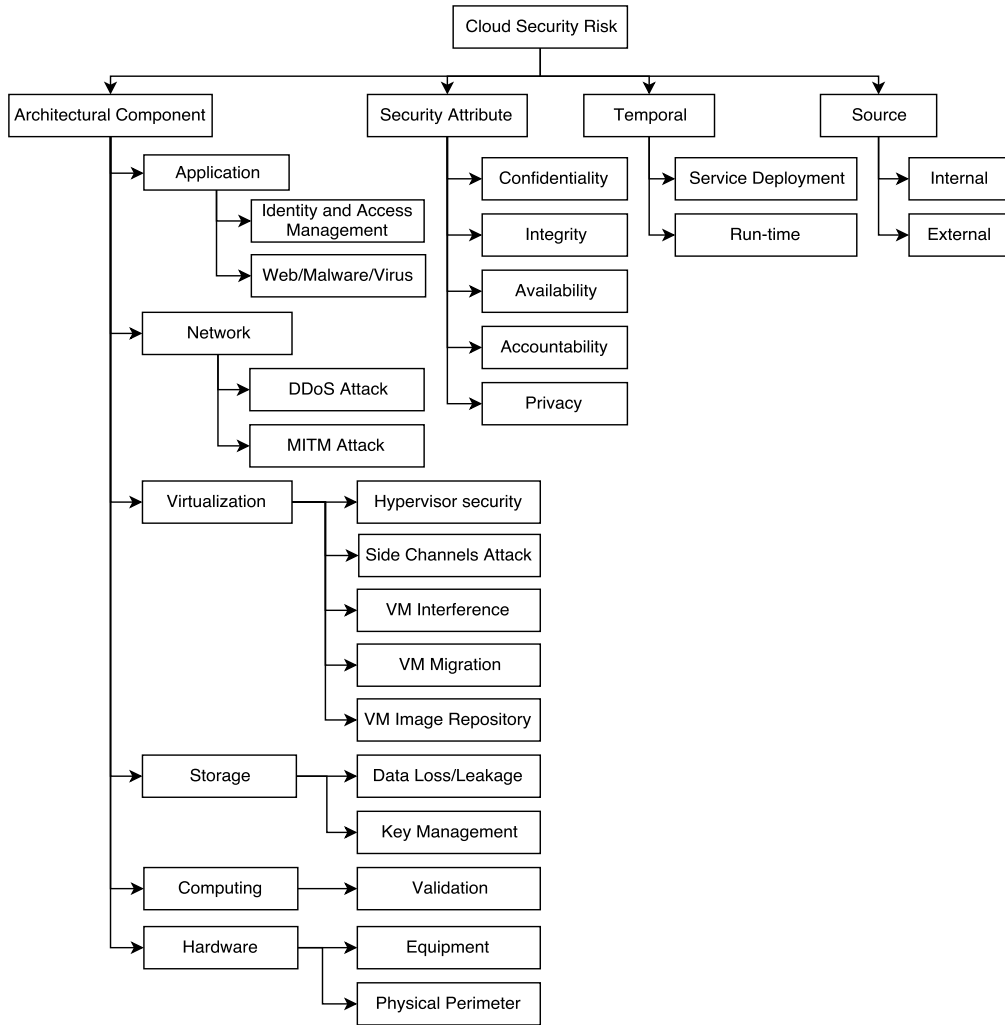 Cloud Security Risk
Architectural Component
Security Attribute
Temporal
Source
Application
Identity and Access
Management
Web/Malware/Virus
Network
DDoS Attack
MITM Attack
Virtualization
Hypervisor security
Side Channels Attack
VM Interference
VM Migration
VM Image Repository
Storage
Data Loss/Leakage
Key Management
Computing
Validation
Hardware
Equipment
Physical Perimeter
Confidentiality
Integrity
Availability
Accountability
Privacy
Service Deployment
Run-time
Internal
External